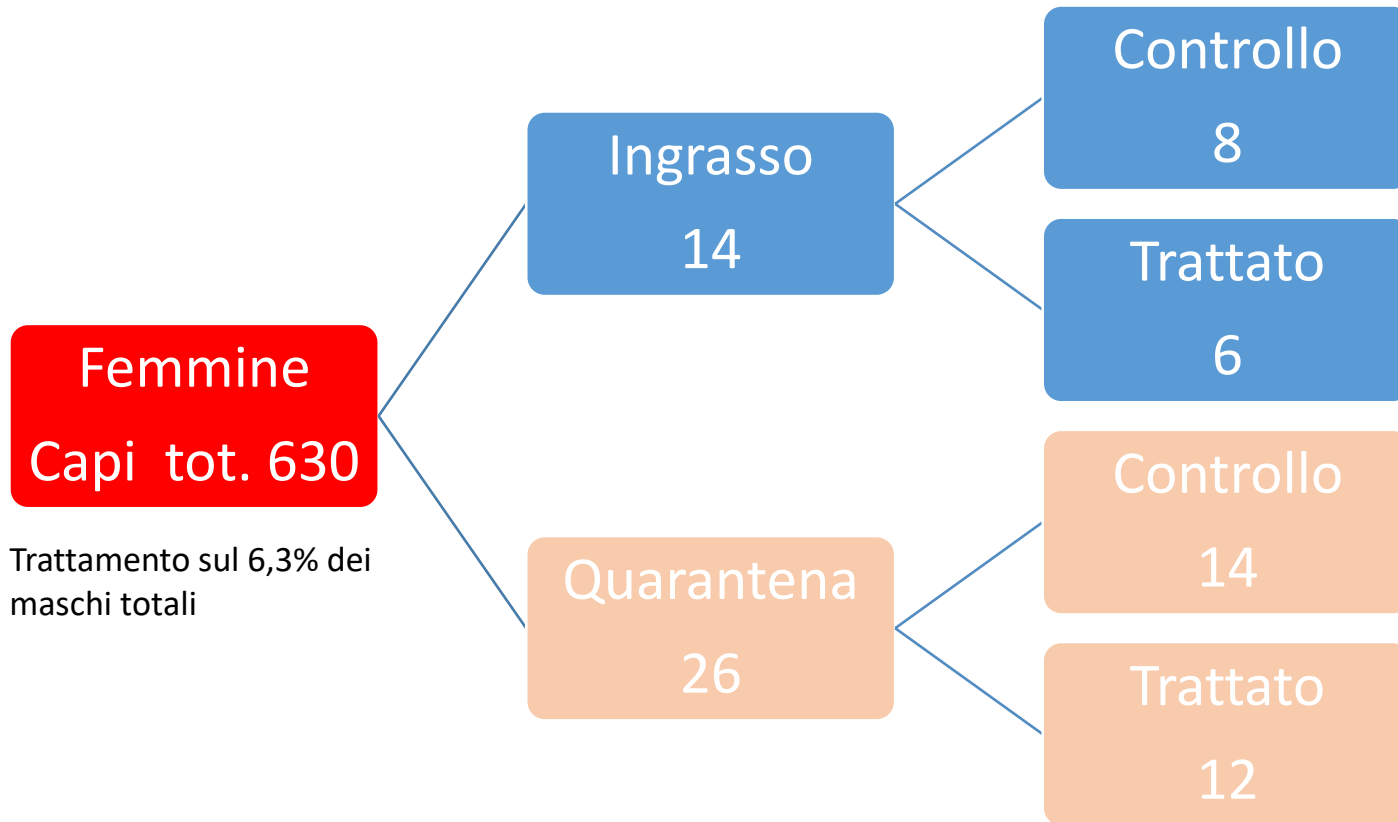 Femmine
Capi tot. 630
Trattamento sul 6,3% dei
maschi totali
Ingrasso
14
Controllo
8
Trattato
6
Quarantena
26
Controllo
14
Trattato
12